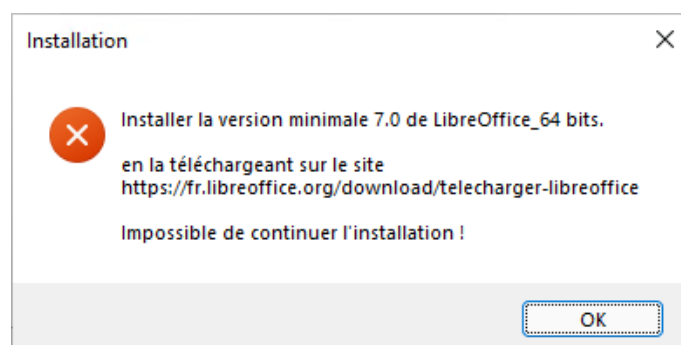 Installation
Installer la version minimale 7.0 de LibreOffice_64 bits.
en la téléchargeant sur le site
https://fr.libreoffice.org/download/telecharger-libreoffice
Impossible de continuer l'installation !
OK